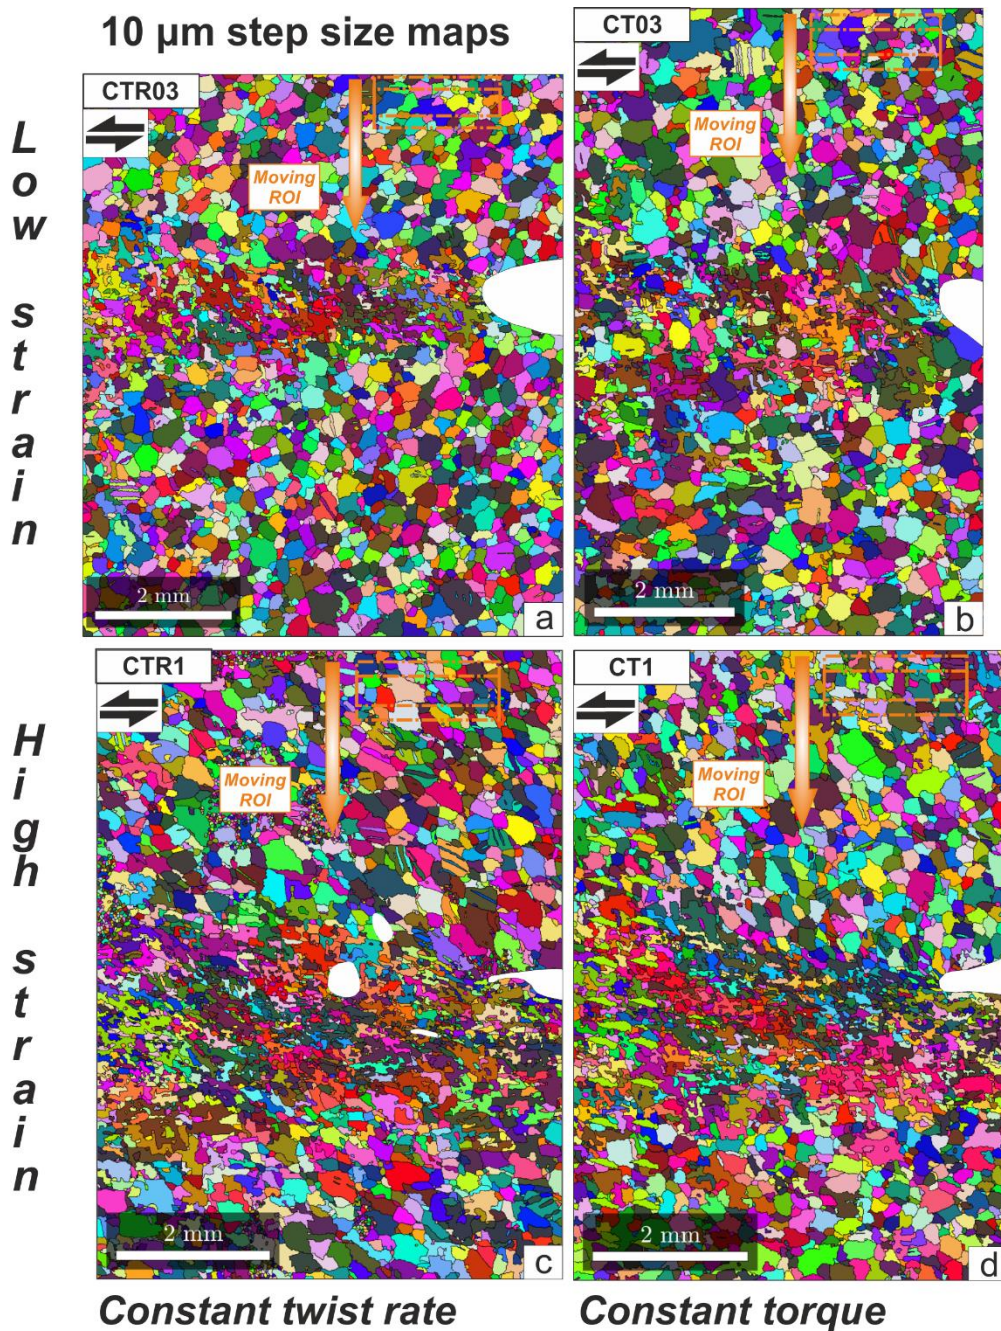 10 µm step size maps
CT03
CTR03
Low strain
Moving
ROI
Moving
ROI
2 mm
a
2 mm
b
CTR1
CT1
High strain
Moving
ROI
Moving
ROI
2 mm
c
2 mm
d
Constant twist rate
Constant torque